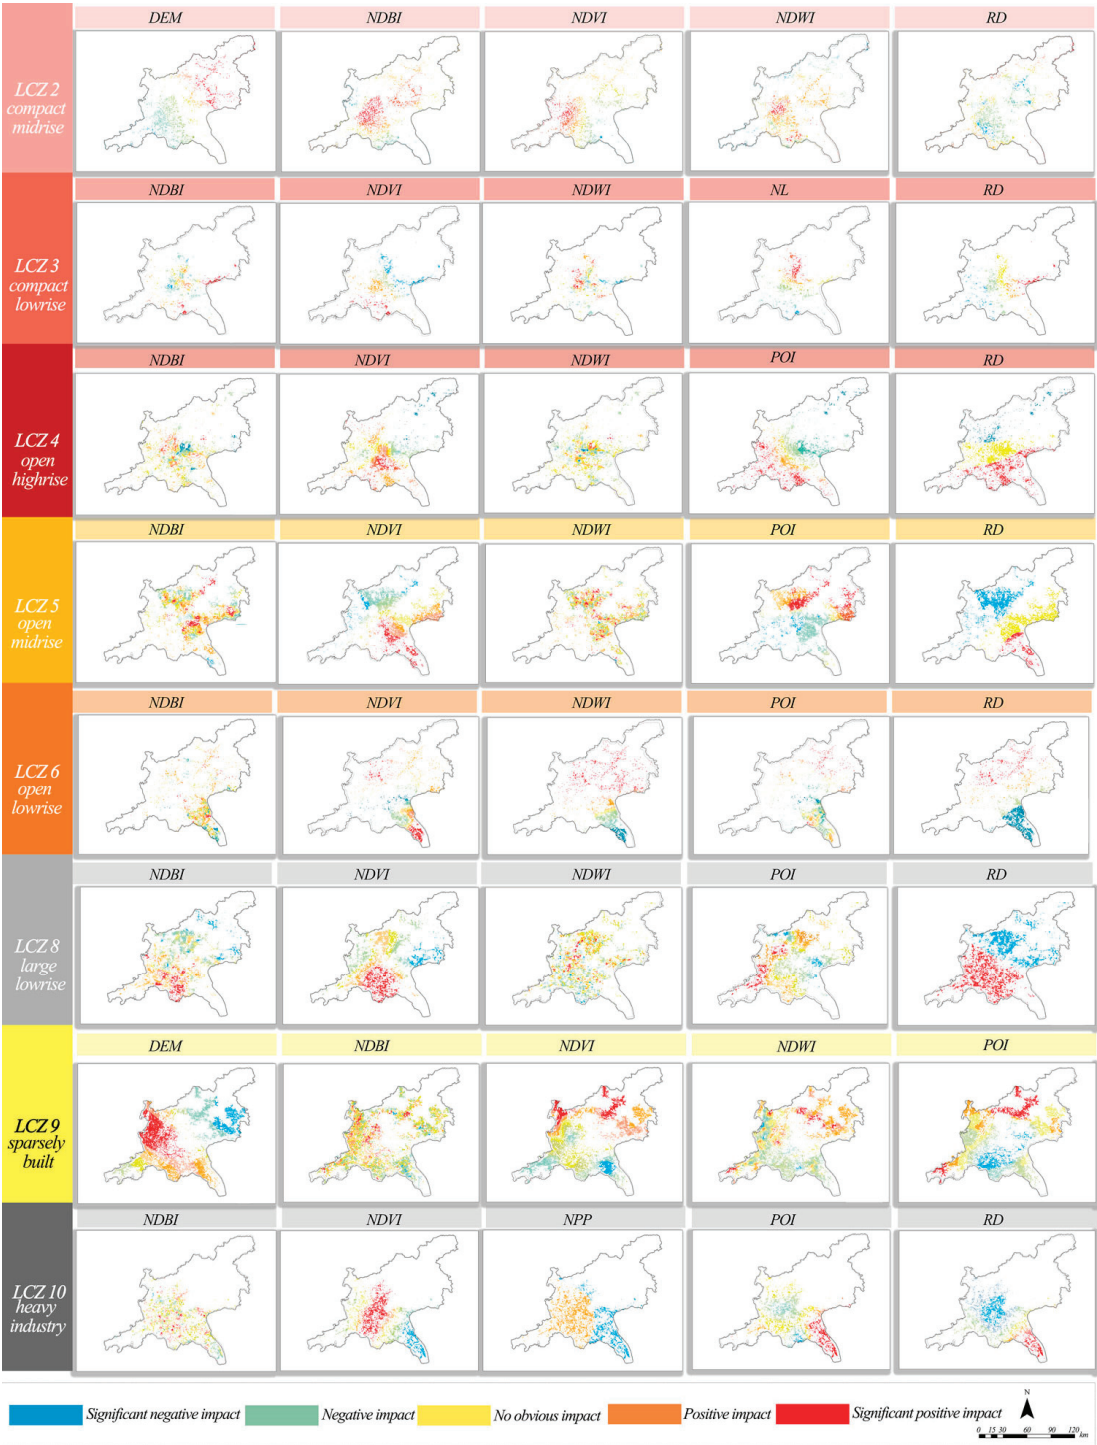 DEM NDBI NDVI NDWI RD
LCZ 2
compact
midrise
NDBI NDVI NDWI NL RD
LCZ 3
compact
lowrise
NDBI NDVI NDWI POI RD
LCZ 4
open
highrise
NDBI NDVI NDWI POI RD
LCZ 5
open
midrise
NDBI NDVI NDWI POI RD
LCZ 6
open
lowrise
NDBI NDVI NDWI POI RD
LCZ 8
large
lowrise
DEM NDBI NDVI NDWI POI
LCZ 9
sparsely
built
NDBI NDVI NPP POI RD
LCZ 10
heavy
industry
Significant negative impact Negative impact No obvious impact Positive impact Significant positive impact
N
0 15 30 60 90 120 km